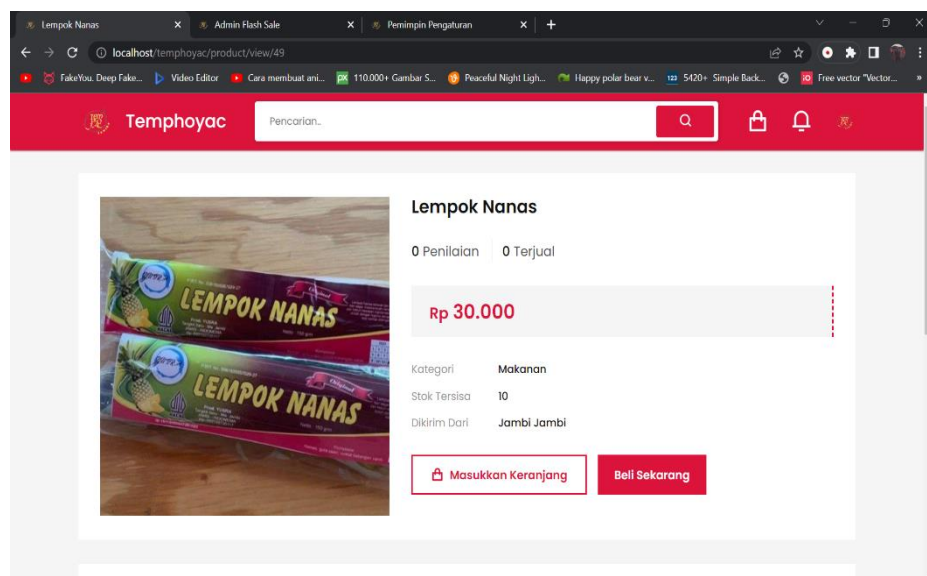 Lempok Nanas
Admin Flash Sale
Pemimpin Pengaturan
localhost/temphoyac/product/view/49
FakeYou. Deep Fake...
Video Editor
Cara membuat ani...
110.000+ Gambar S...
Peaceful Night Ligh...
Happy polar bear v...
5420+ Simple Back...
Free vector "Vector...
Temphoyac
Pencarian..
Lempok Nanas
0 Penilaian
0 Terjual
Rp 30.000
Kategori Makanan
Stok Tersisa 10
Dikirim Dari Jambi Jambi
Masukkan Keranjang
Beli Sekarang
LEMPOK NANAS
Original
LEMPOK NANAS
Original